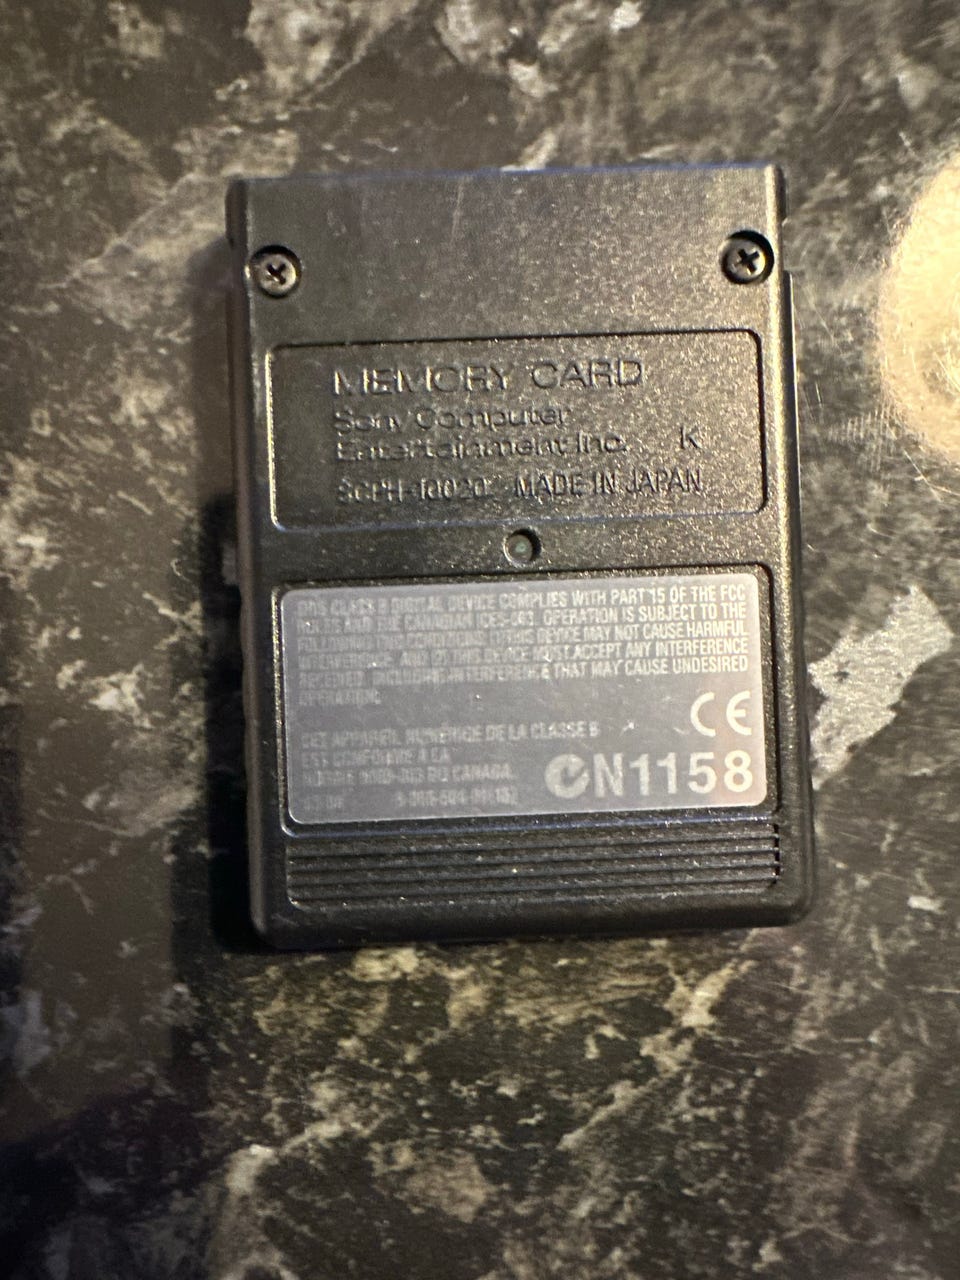 MEMORY CARD
Sony Computer
Entertainment Inc. K
SCPH-10020 MADE IN JAPAN
THIS CLASS B DIGITAL DEVICE COMPLIES WITH PART 15 OF THE FCC
RULES AND THE CANADIAN ICES-003. OPERATION IS SUBJECT TO THE
FOLLOWING TWO CONDITIONS: (1) THIS DEVICE MAY NOT CAUSE HARMFUL
INTERFERENCE, AND (2) THIS DEVICE MUST ACCEPT ANY INTERFERENCE
RECEIVED, INCLUDING INTERFERENCE THAT MAY CAUSE UNDESIRED
OPERATION.
CE
CET APPAREIL NUMÉRIQUE DE LA CLASSE B
EST CONFORME À LA
NORME NMB-003 DU CANADA.
N1158